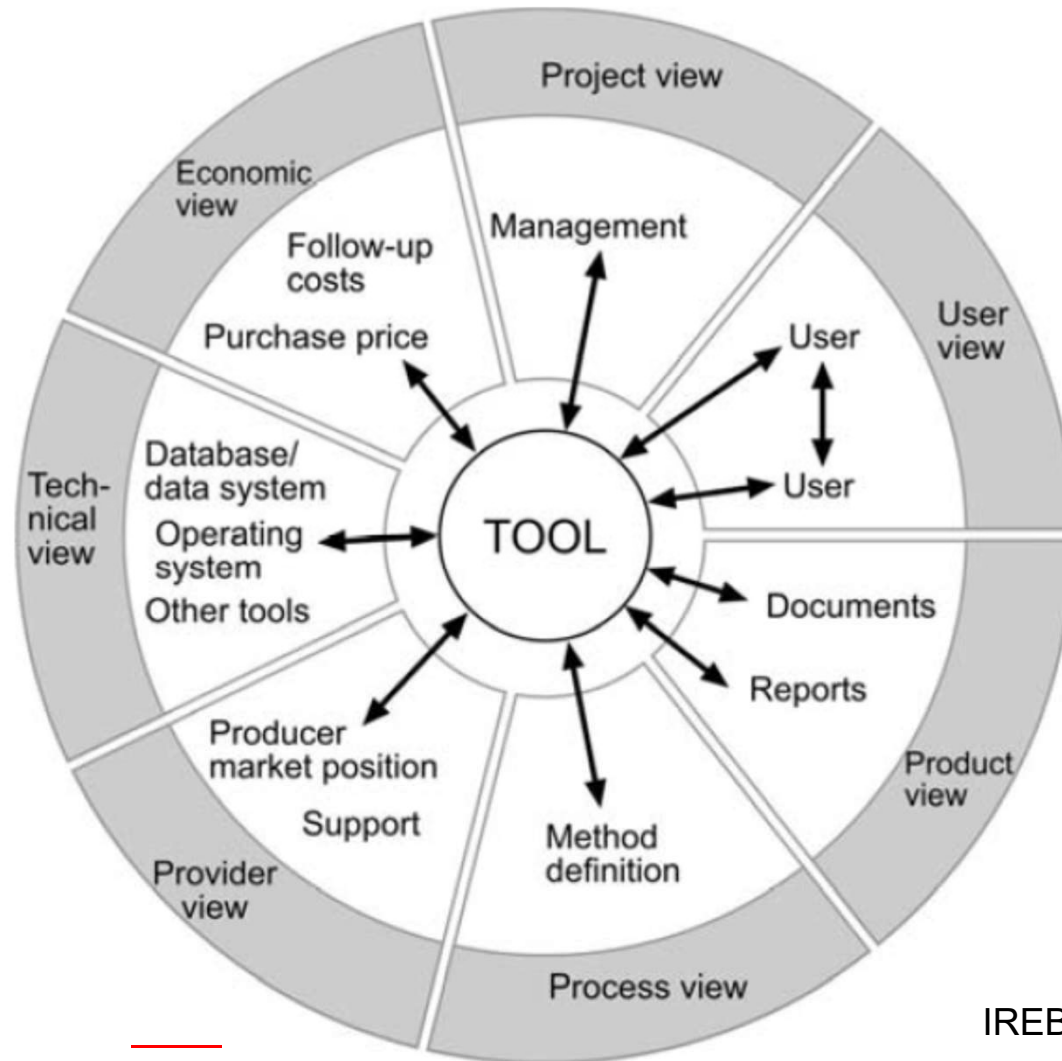 Project view
Economic
view
Management
Follow-up
costs
Purchase price
User
User
view
User
Database/
data system
Operating
system
Other tools
Tech-
nical
view
TOOL
Documents
Reports
Product
view
Producer
market position
Support
Provider
view
Method
definition
Process view
IREB